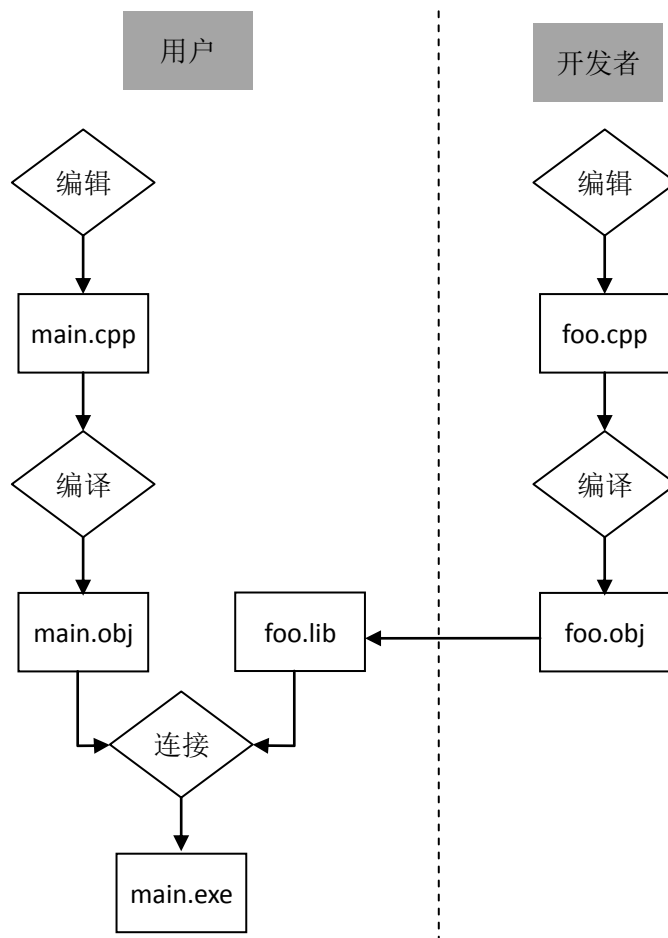 用户
开发者
编辑
编辑
main.cpp
foo.cpp
编译
编译
main.obj
foo.lib
foo.obj
连接
main.exe